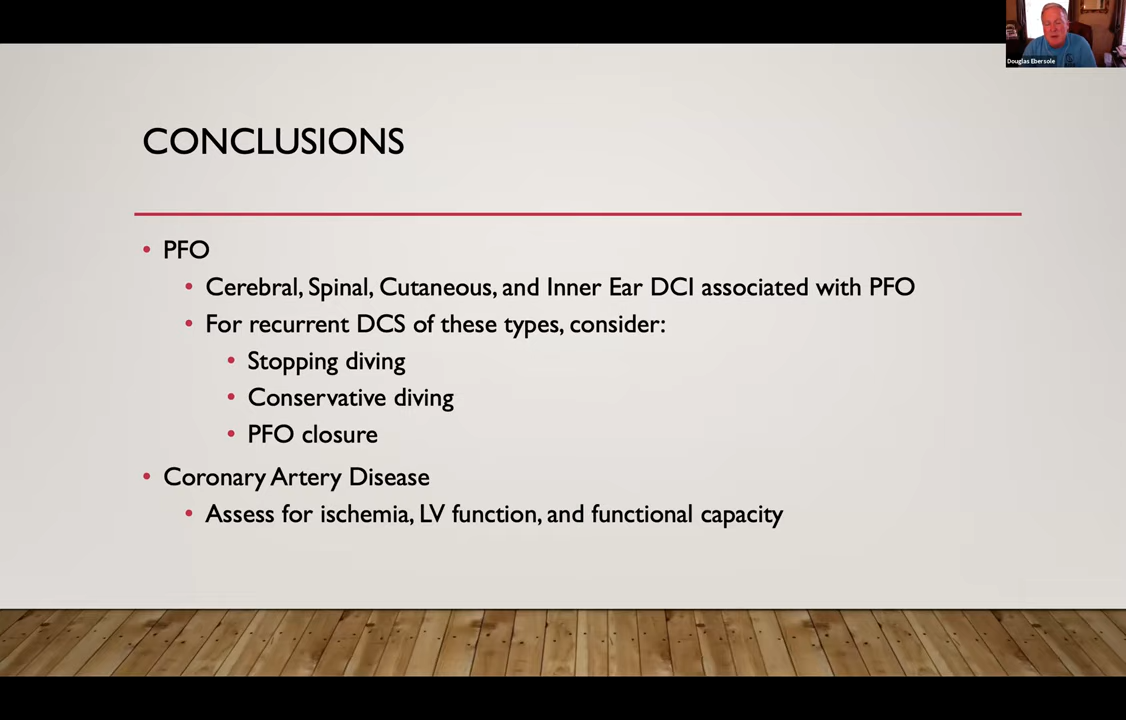 Douglas Ebersole
CONCLUSIONS
• PFO
• Cerebral, Spinal, Cutaneous, and Inner Ear DCI associated with PFO
• For recurrent DCS of these types, consider:
• Stopping diving
• Conservative diving
• PFO closure
• Coronary Artery Disease
• Assess for ischemia, LV function, and functional capacity